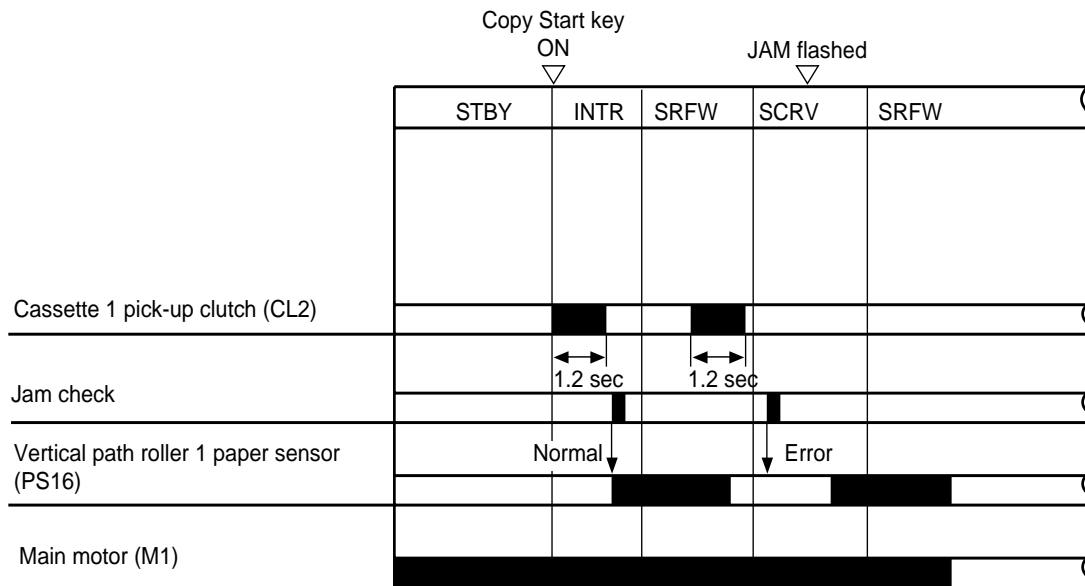 Copy Start key
ON
JAM flashed
STBY INTR SRFW SCRV SRFW
Cassette 1 pick-up clutch (CL2)
1.2 sec 1.2 sec
Jam check
Vertical path roller 1 paper sensor
(PS16)
Normal Error
Main motor (M1)